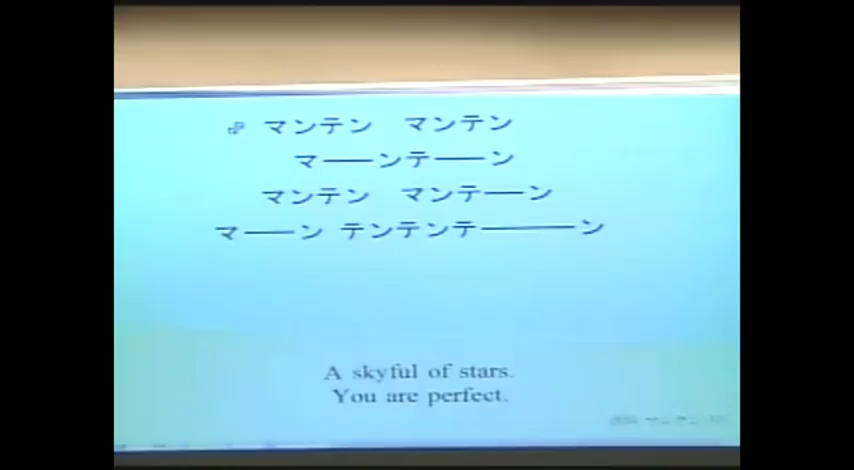 ♪ マンテン　マンテン
マ──ンテ──ン
マンテン　マンテ──ン
マ──ン テンテンテ────ン
A skyful of stars.
You are perfect.